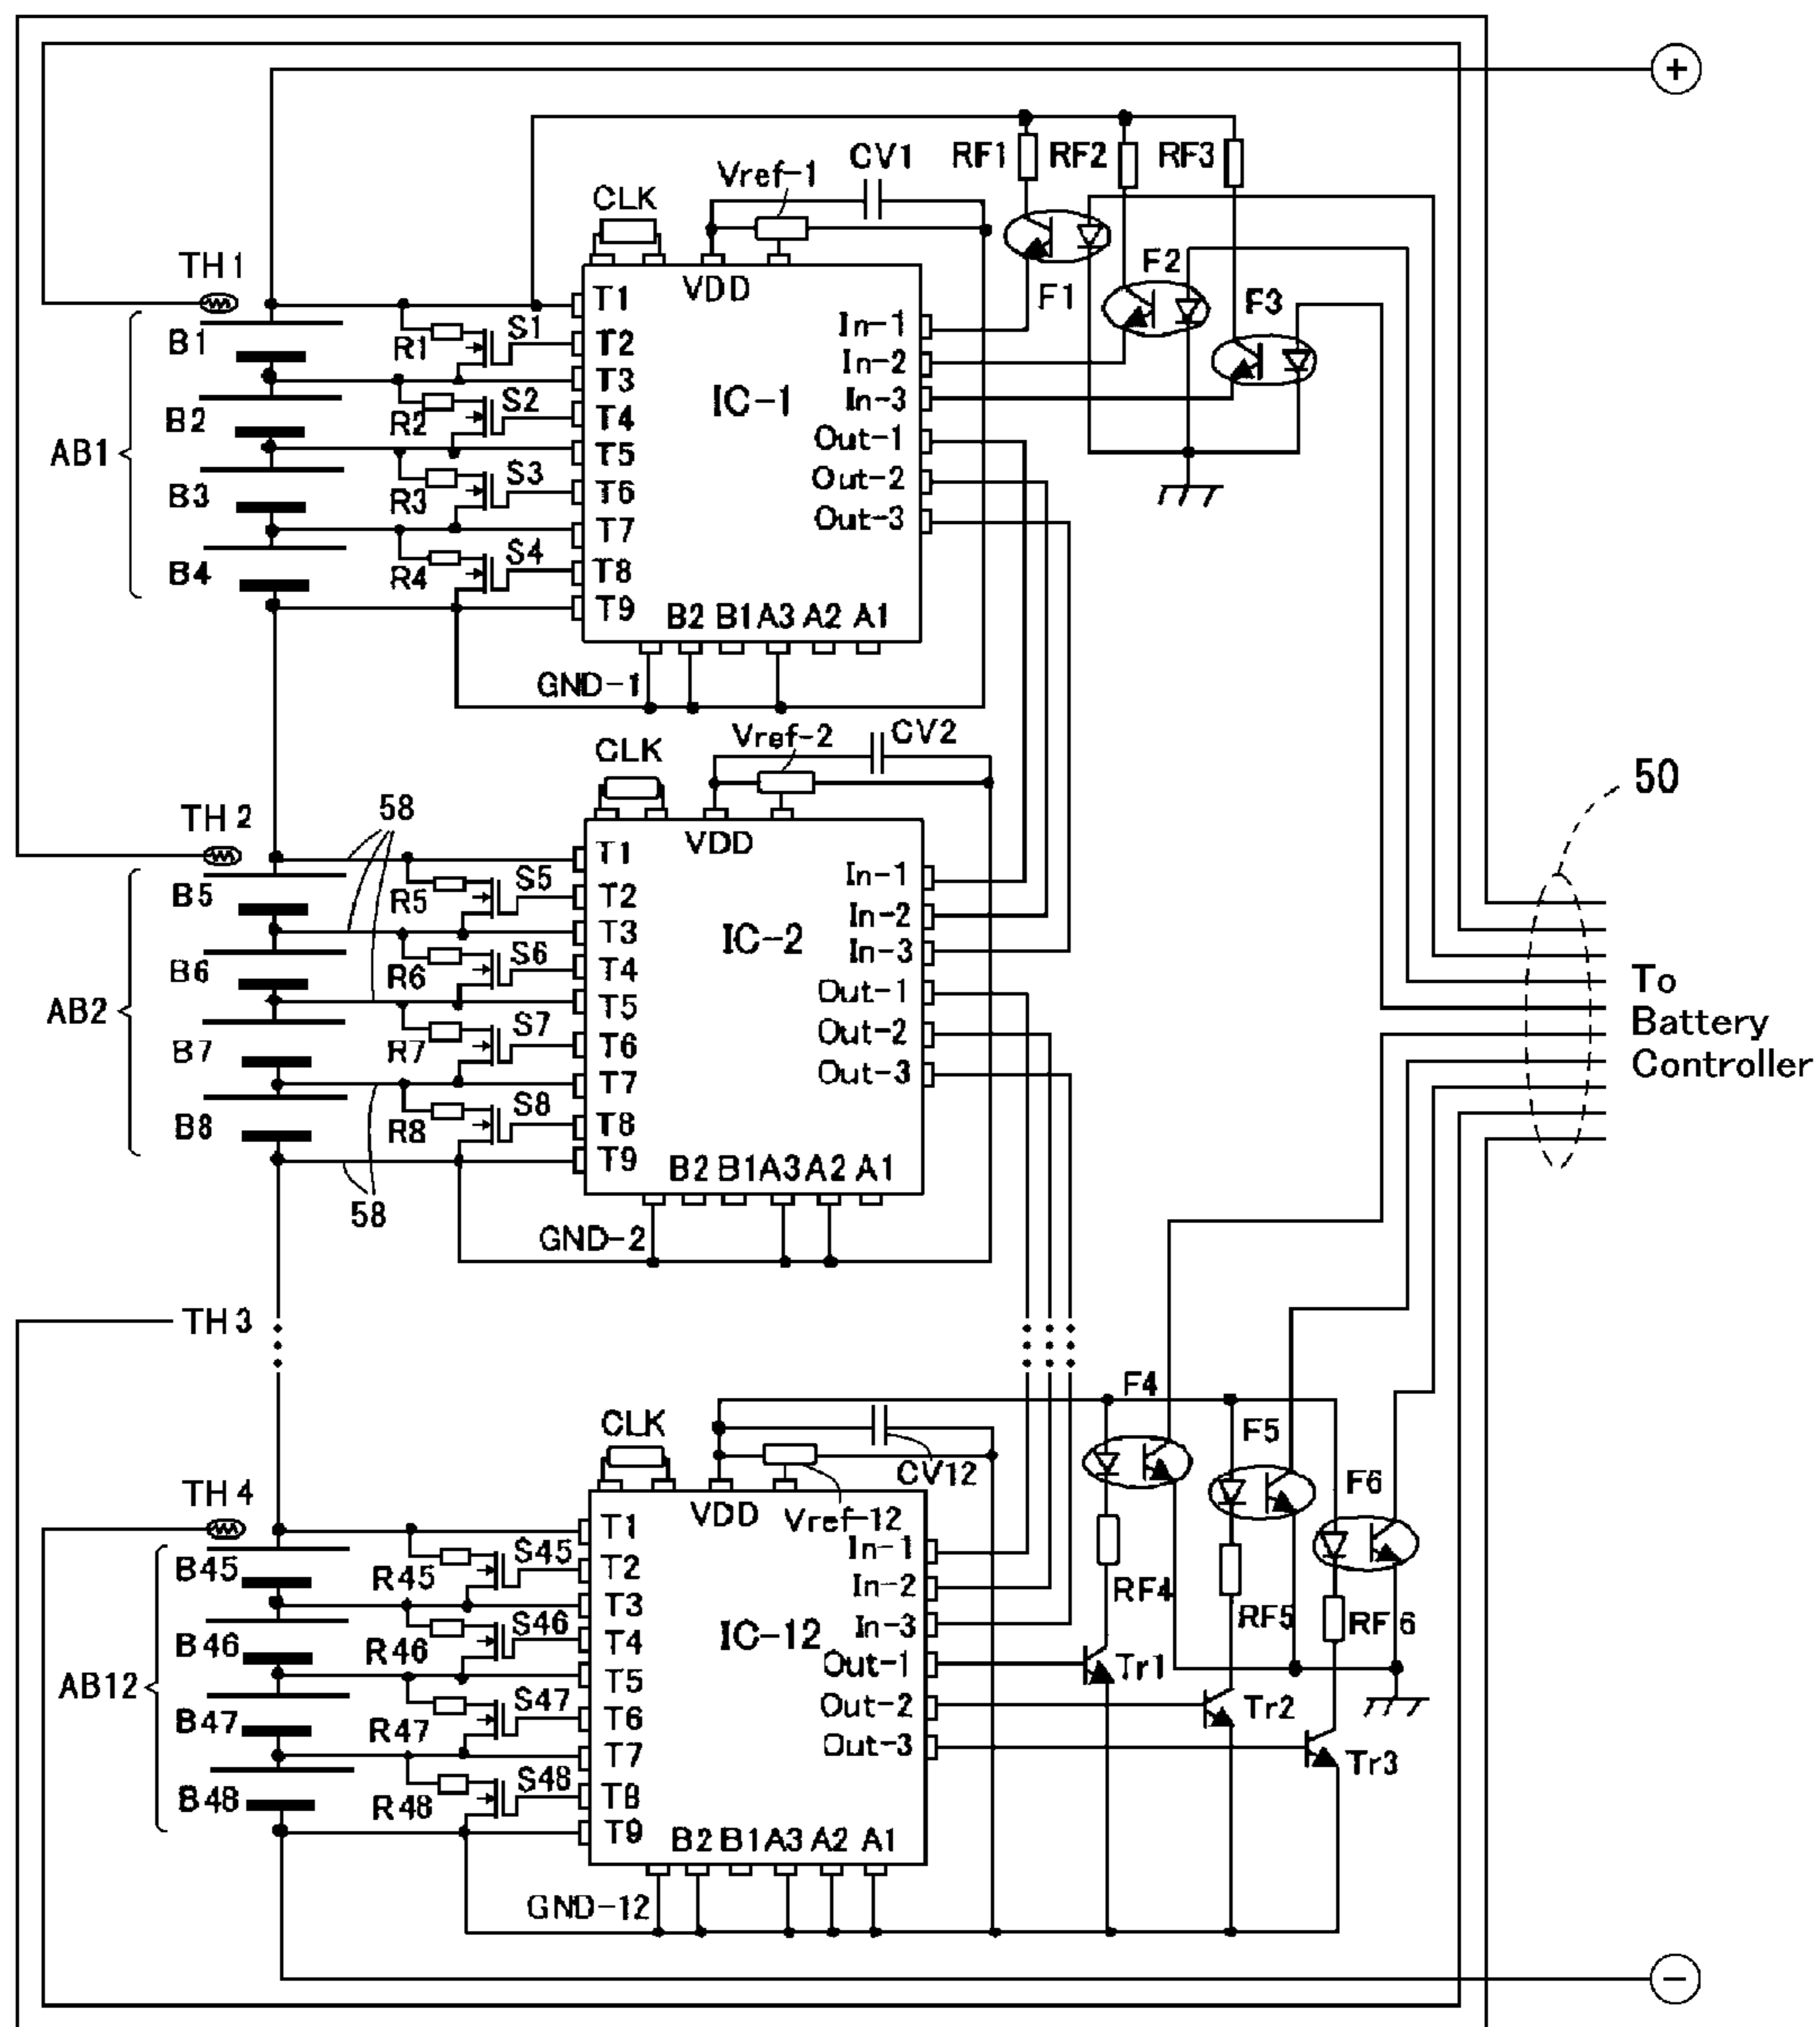 +
CV1
RF1 RF2 RF3
Vref-1
CLK
TH1
VDD
F1
F2
F3
AB1
B1
B2
B3
B4
R1
R2
R3
R4
S1
S2
S3
S4
T1
T2
T3
T4
T5
T6
T7
T8
T9
IC-1
In-1
In-2
In-3
Out-1
Out-2
Out-3
B2 B1 A3 A2 A1
GND-1
Vref-2
CV2
CLK
TH2
58
VDD
AB2
B5
B6
B7
B8
R5
R6
R7
R8
S5
S6
S7
S8
T1
T2
T3
T4
T5
T6
T7
T8
T9
IC-2
In-1
In-2
In-3
Out-1
Out-2
Out-3
B2 B1 A3 A2 A1
58
GND-2
50
To
Battery
Controller
TH3
F4
F5
F6
CLK
CV12
TH4
VDD
Vref-12
AB12
B45
B46
B47
B48
R45
R46
R47
R48
S45
S46
S47
S48
T1
T2
T3
T4
T5
T6
T7
T8
T9
IC-12
In-1
In-2
In-3
Out-1
Out-2
Out-3
RF4
RF5
RF6
Tr1
Tr2
Tr3
B2 B1 A3 A2 A1
GND-12
−